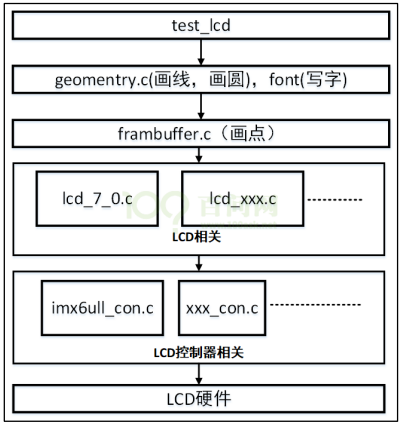 test_lcd
geomentry.c(画线，画圆)，font(写字)
frambuffer.c（画点）
lcd_7_0.c lcd_xxx.c
LCD相关
imx6ull_con.c xxx_con.c
LCD控制器相关
LCD硬件